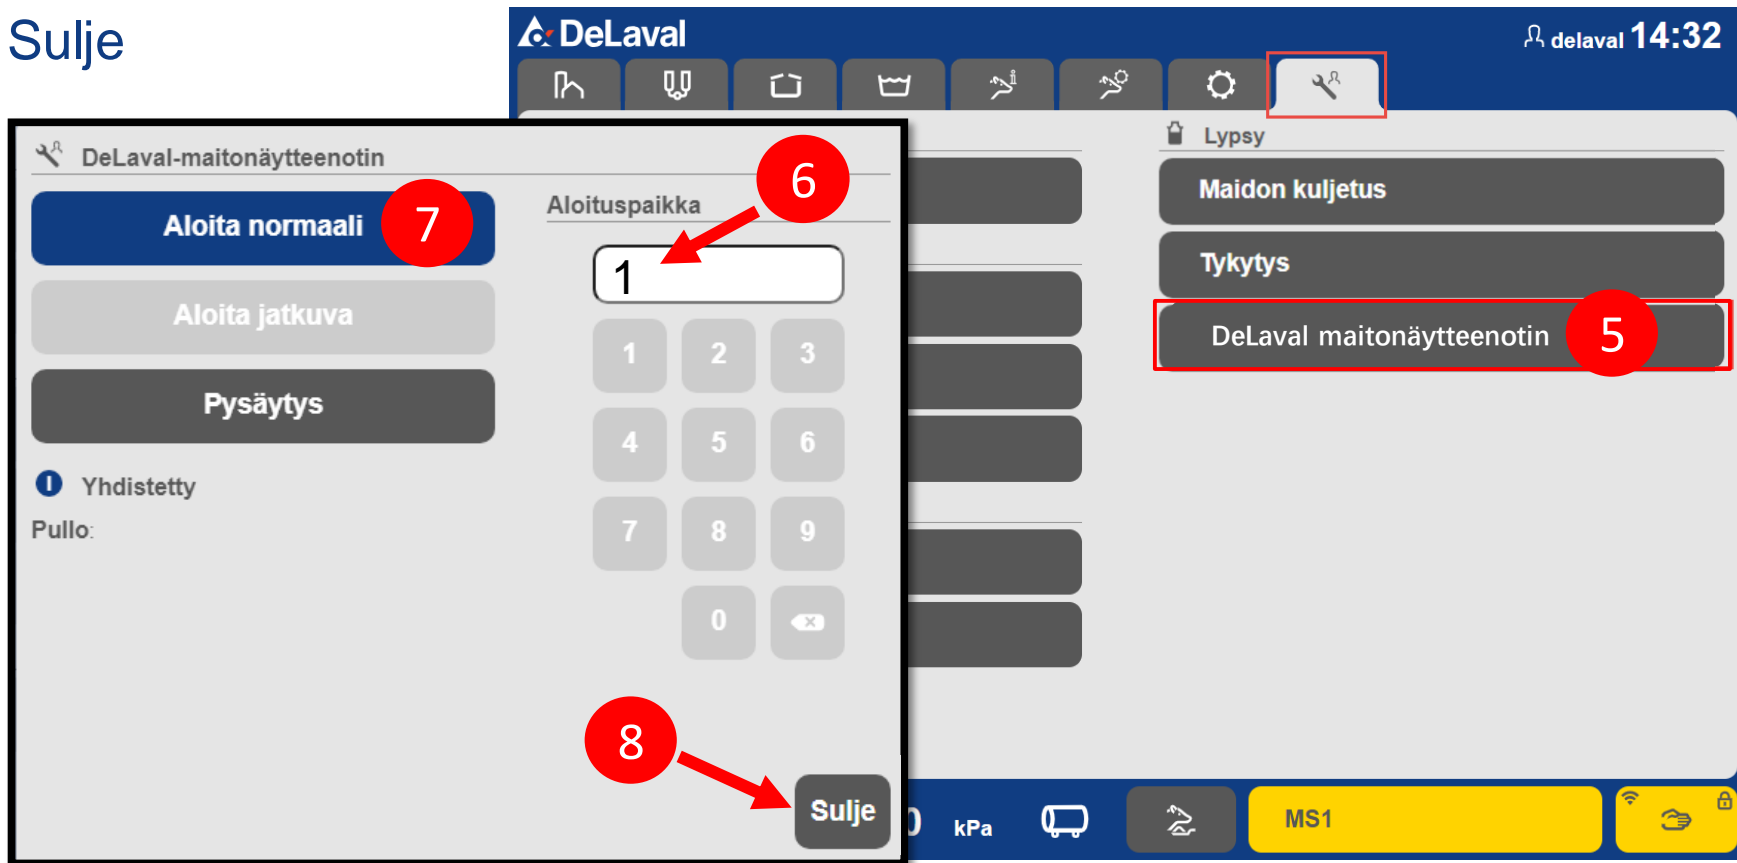 Sulje
DeLaval
delaval 14:32
DeLaval-maitonäytteenotin
Aloita normaali
7
Aloita jatkuva
Pysäytys
Yhdistetty
Pullo:
6
Aloituspaikka
1
1 2 3
4 5 6
7 8 9
0
8
Sulje
Lypsy
Maidon kuljetus
Tykytys
DeLaval maitonäytteenotin
5
0 kPa
MS1